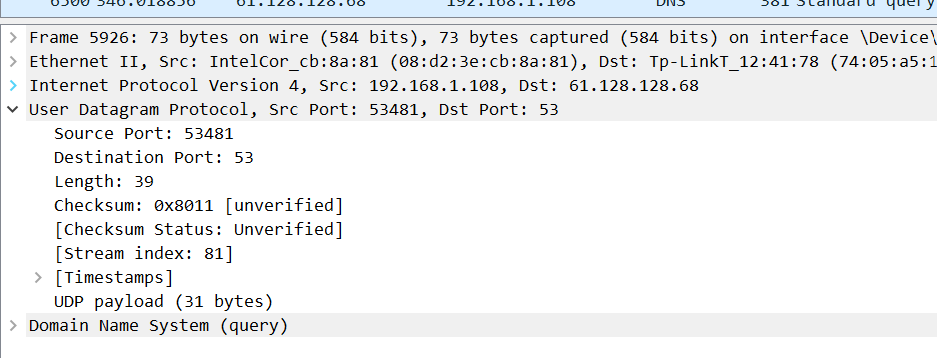 6500 346.018856 61.128.128.68 192.168.1.108 DNS 381 Standard query
Frame 5926: 73 bytes on wire (584 bits), 73 bytes captured (584 bits) on interface \Device\
Ethernet II, Src: IntelCor_cb:8a:81 (08:d2:3e:cb:8a:81), Dst: Tp-LinkT_12:41:78 (74:05:a5:1
Internet Protocol Version 4, Src: 192.168.1.108, Dst: 61.128.128.68
User Datagram Protocol, Src Port: 53481, Dst Port: 53
Source Port: 53481
Destination Port: 53
Length: 39
Checksum: 0x8011 [unverified]
[Checksum Status: Unverified]
[Stream index: 81]
[Timestamps]
UDP payload (31 bytes)
Domain Name System (query)